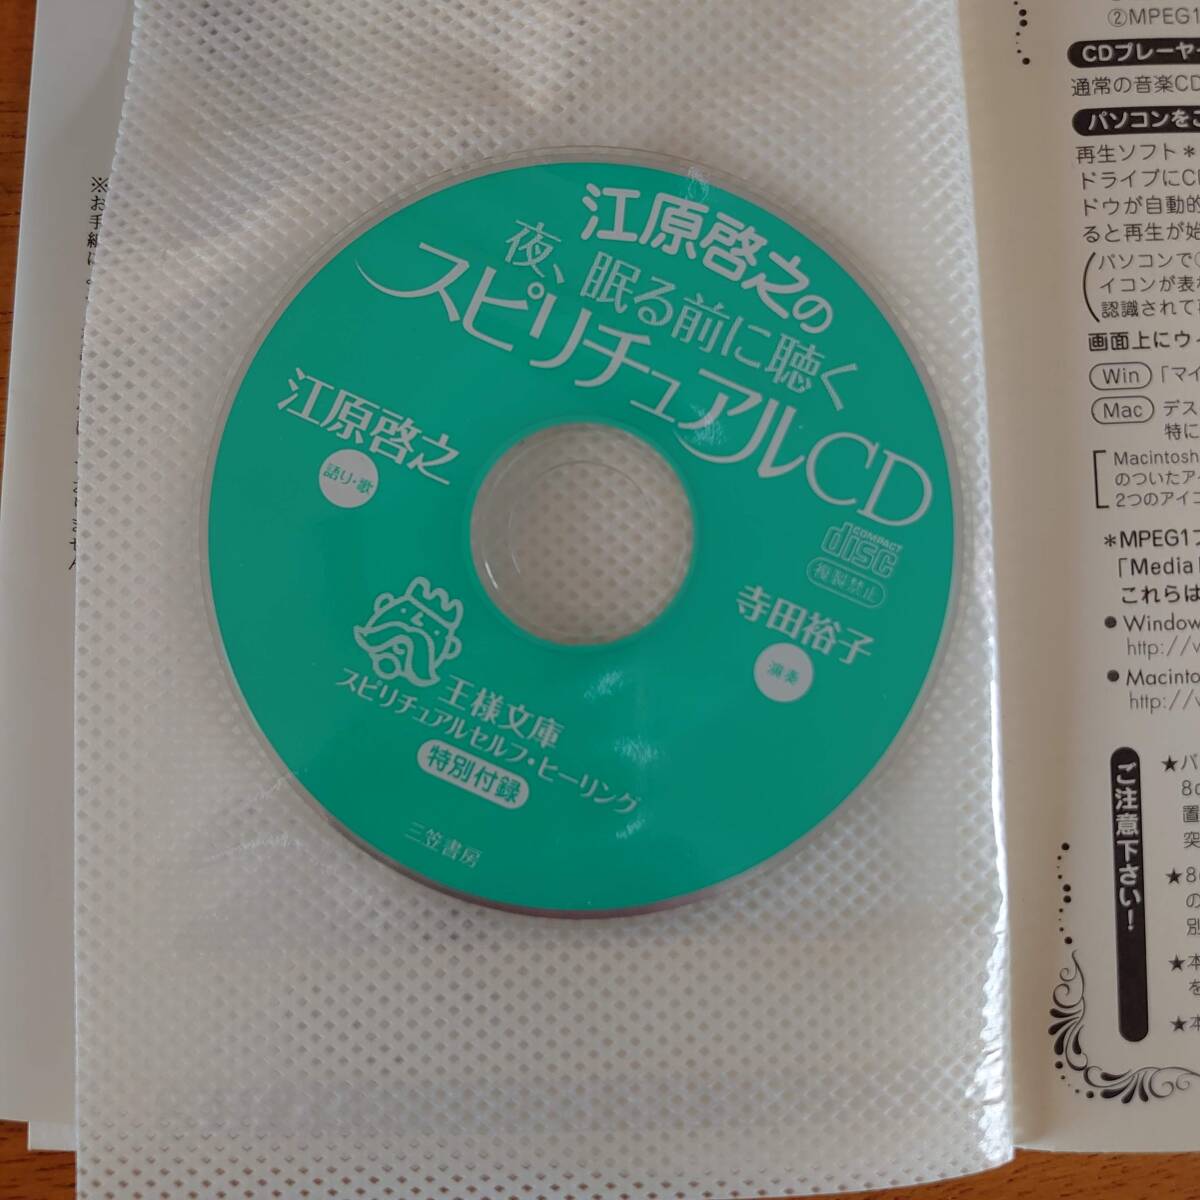 ※お手
江原啓之の
夜、眠る前に聴く
スピリチュアルCD
江原啓之
語り・歌
COMPACT
disc
複製禁止
寺田裕子
演奏
王様文庫
スピリチュアルセルフ・ヒーリング
特別付録
三笠書房
②MPEG1
CDプレーヤ
通常の音楽CD
パソコンをご
再生ソフト＊
ドライブにC
ドウが自動的
ると再生が始
(パソコンで
イコンが表
認識されて
画面上にウィ
Win 「マイ
Mac デス
特に
Macintosh
のついたア
2つのアイコ
＊MPEG1
「Media
これらは
● Window
http://
● Macinto
http://
ご注意下さい!
★パ
8c
置
突
★8
の
別
★本
を
★本